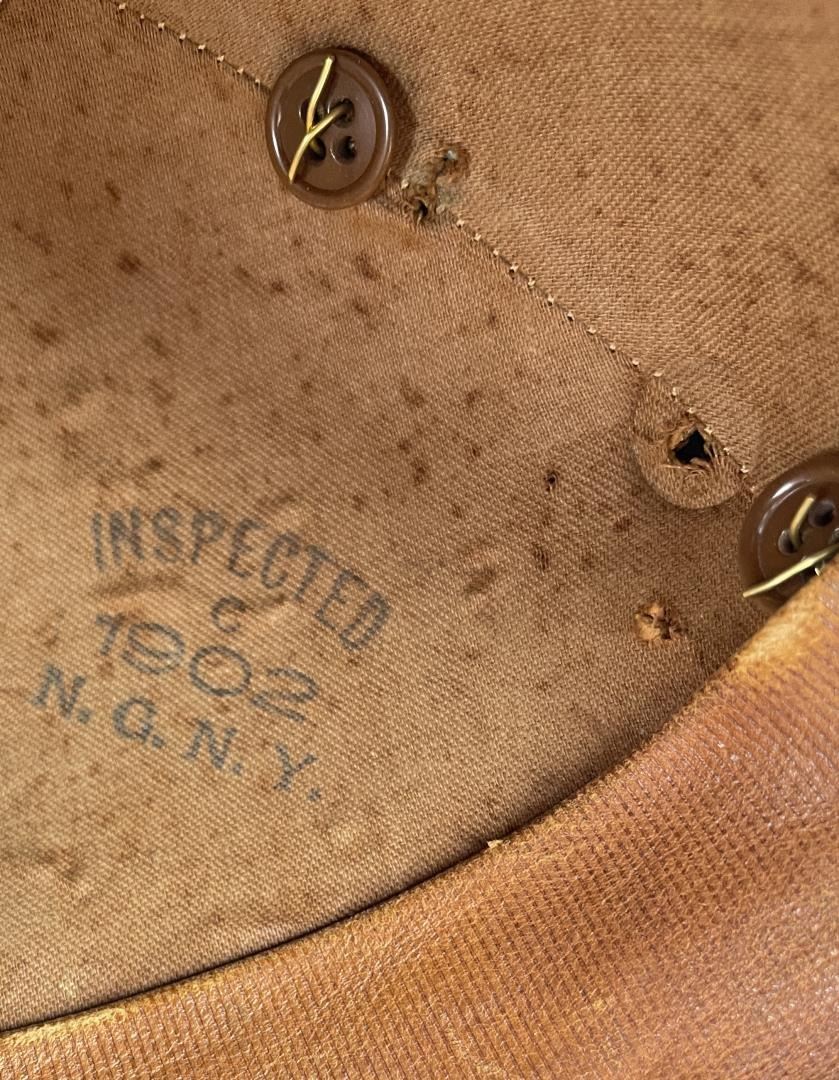 INSPECTED
C
1902
N. G. N. Y.